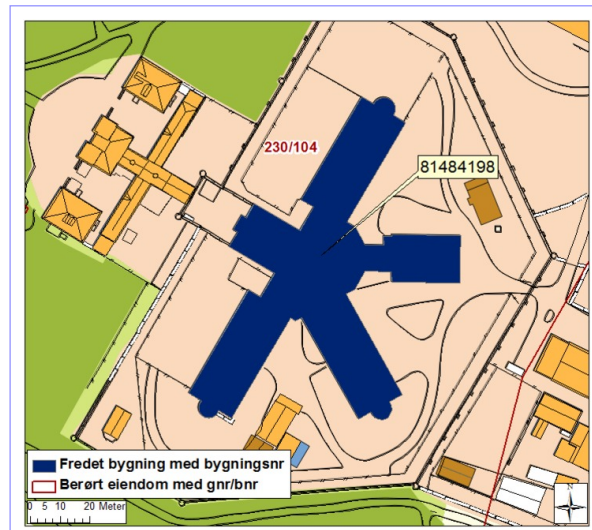 230/104
81484198
Fredet bygning med bygningsnr
Berørt eiendom med gnr/bnr
0 5 10 20 Meter
N